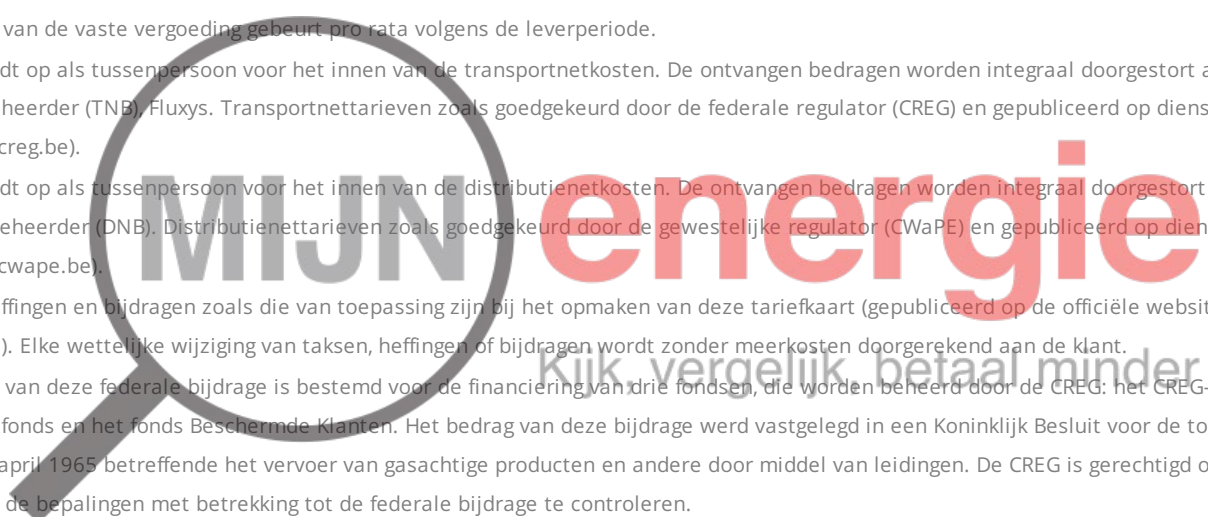 van de vaste vergoeding gebeurt pro rata volgens de leverperiode.
dt op als tussenpersoon voor het innen van de transportnetkosten. De ontvangen bedragen worden integraal doorgestort a
heerder (TNB), Fluxys. Transportnettarieven zoals goedgekeurd door de federale regulator (CREG) en gepubliceerd op diens
creg.be).
dt op als tussenpersoon voor het innen van de distributienetkosten. De ontvangen bedragen worden integraal doorgestort
eheerder (DNB). Distributienettarieven zoals goedgekeurd door de gewestelijke regulator (CWaPE) en gepubliceerd op dien
cwape.be).
MIJN energie
ffingen en bijdragen zoals die van toepassing zijn bij het opmaken van deze tariefkaart (gepubliceerd op de officiële websit
). Elke wettelijke wijziging van taksen, heffingen of bijdragen wordt zonder meerkosten doorgerekend aan de klant.
Kijk, vergelijk, betaal minder
van deze federale bijdrage is bestemd voor de financiering van drie fondsen, die worden beheerd door de CREG: het CREG-
fonds en het fonds Beschermde Klanten. Het bedrag van deze bijdrage werd vastgelegd in een Koninklijk Besluit voor de to
april 1965 betreffende het vervoer van gasachtige producten en andere door middel van leidingen. De CREG is gerechtigd o
de bepalingen met betrekking tot de federale bijdrage te controleren.